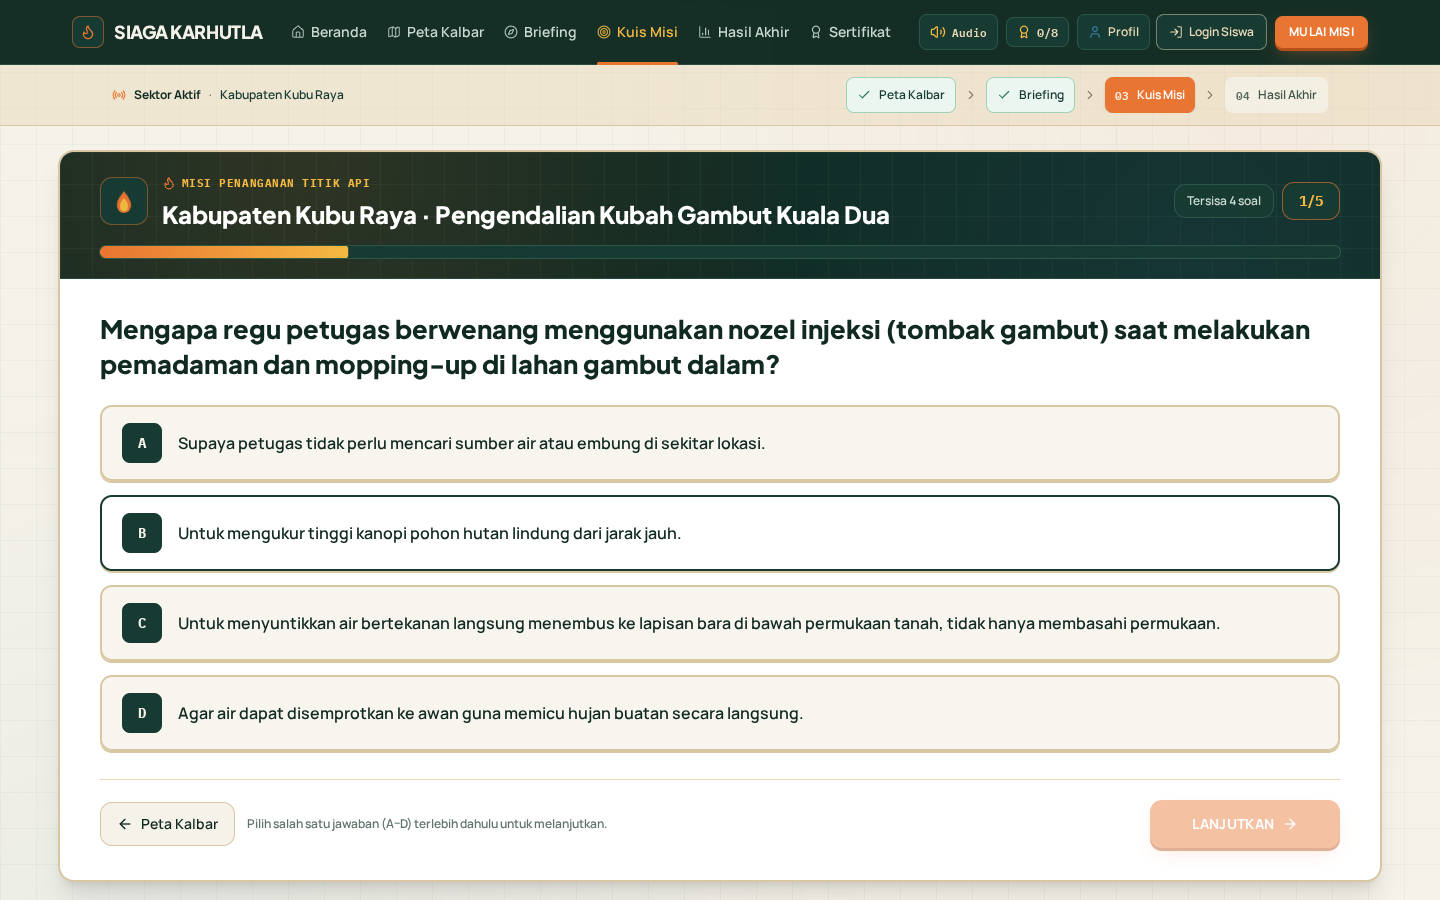 SIAGA KARHUTLA
Beranda
Peta Kalbar
Briefing
Kuis Misi
Hasil Akhir
Sertifikat
Audio
0/8
Profil
Login Siswa
MULAI MISI
Sektor Aktif · Kabupaten Kubu Raya
Peta Kalbar
Briefing
03 Kuis Misi
04 Hasil Akhir
MISI PENANGANAN TITIK API
Kabupaten Kubu Raya · Pengendalian Kubah Gambut Kuala Dua
Tersisa 4 soal
1/5
Mengapa regu petugas berwenang menggunakan nozel injeksi (tombak gambut) saat melakukan
pemadaman dan mopping-up di lahan gambut dalam?
A Supaya petugas tidak perlu mencari sumber air atau embung di sekitar lokasi.
B Untuk mengukur tinggi kanopi pohon hutan lindung dari jarak jauh.
C Untuk menyuntikkan air bertekanan langsung menembus ke lapisan bara di bawah permukaan tanah, tidak hanya membasahi permukaan.
D Agar air dapat disemprotkan ke awan guna memicu hujan buatan secara langsung.
Peta Kalbar
Pilih salah satu jawaban (A-D) terlebih dahulu untuk melanjutkan.
LANJUTKAN